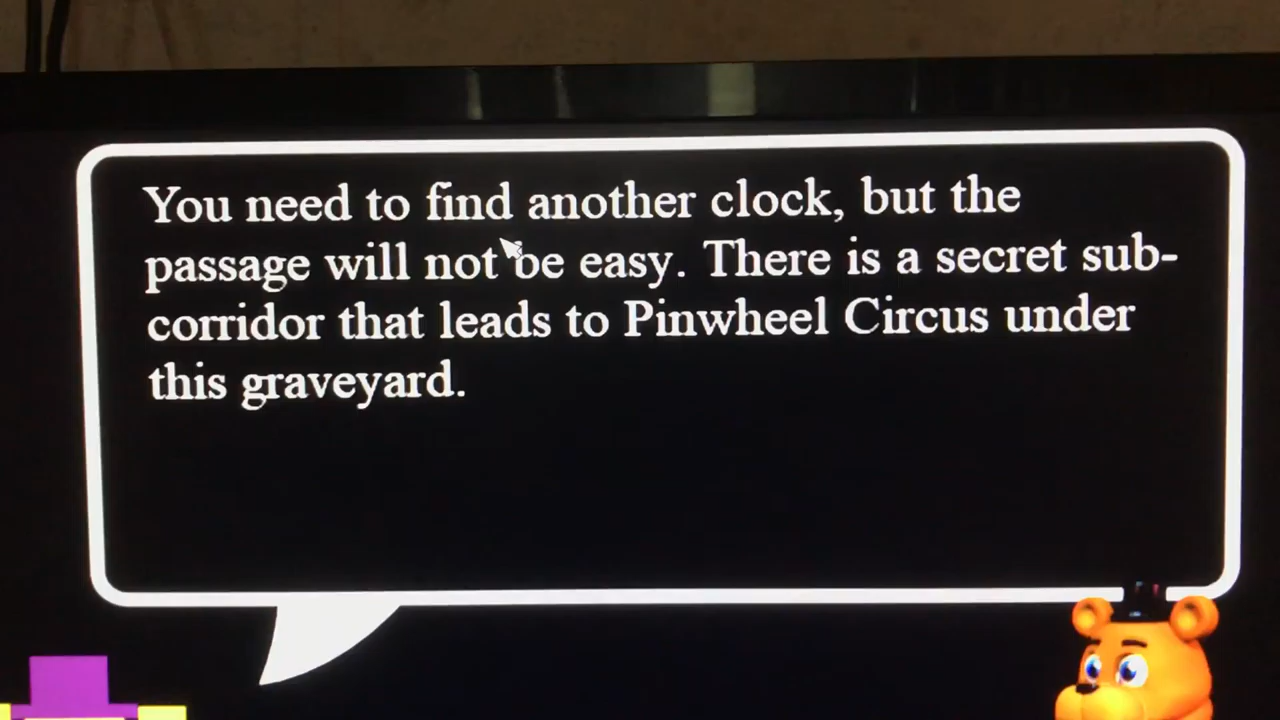 You need to find another clock, but the
passage will not be easy. There is a secret sub-
corridor that leads to Pinwheel Circus under
this graveyard.